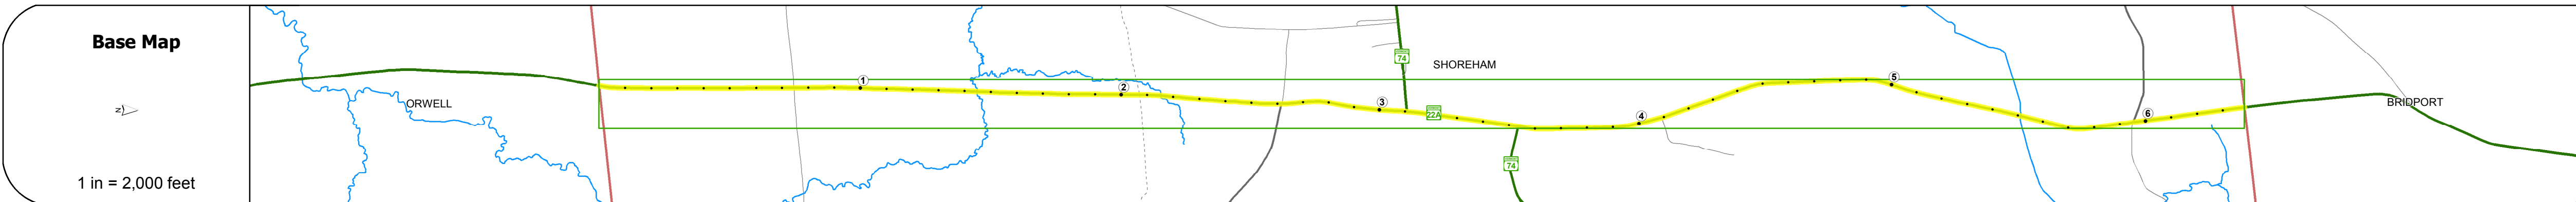 Base Map
N
1 in = 2,000 feet
ORWELL
1
2
74
SHOREHAM
3
22A
74
4
5
6
BRIDPORT